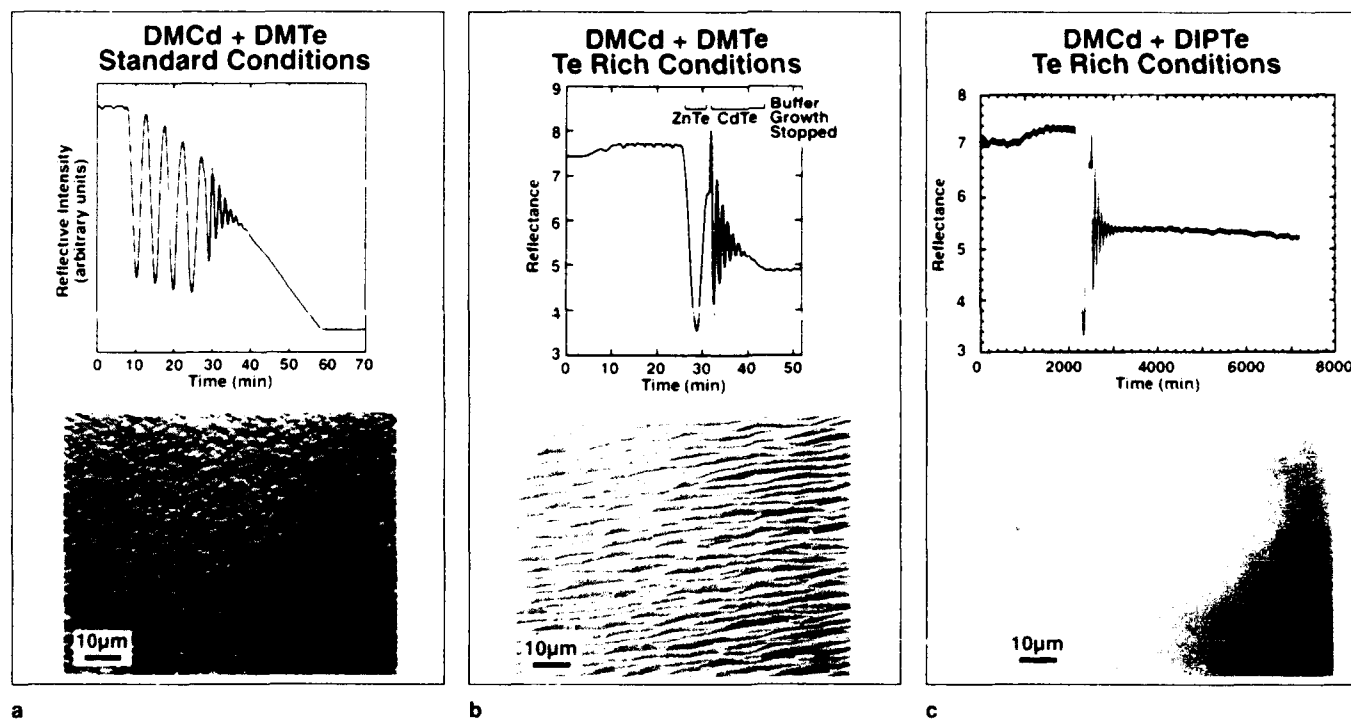 DMCd + DMTe
Standard Conditions
Reflective Intensity
(arbitrary units)
0 10 20 30 40 50 60 70
Time (min)
10µm
a
DMCd + DMTe
Te Rich Conditions
9
8
7
6
5
4
3
Reflectance
ZnTe CdTe Buffer
Growth
Stopped
0 10 20 30 40 50
Time (min)
10µm
b
DMCd + DIPTe
Te Rich Conditions
8
7
6
5
4
3
Reflectance
0 2000 4000 6000 8000
Time (min)
10µm
c